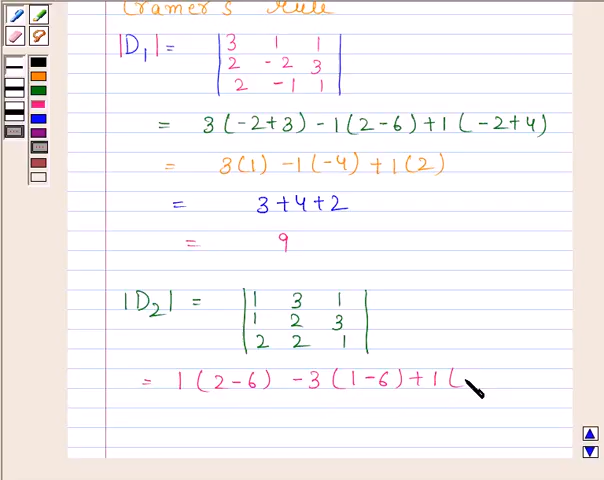 Cramer's Rule
|D₁| = | 3 1 1 |
| 2 -2 3 |
| 2 -1 1 |
= 3(-2+3) -1(2-6) +1(-2+4)
= 3(1) -1(-4) +1(2)
= 3+4+2
= 9
|D₂| = | 1 3 1 |
| 1 2 3 |
| 2 2 1 |
= 1(2-6) -3(1-6) +1(